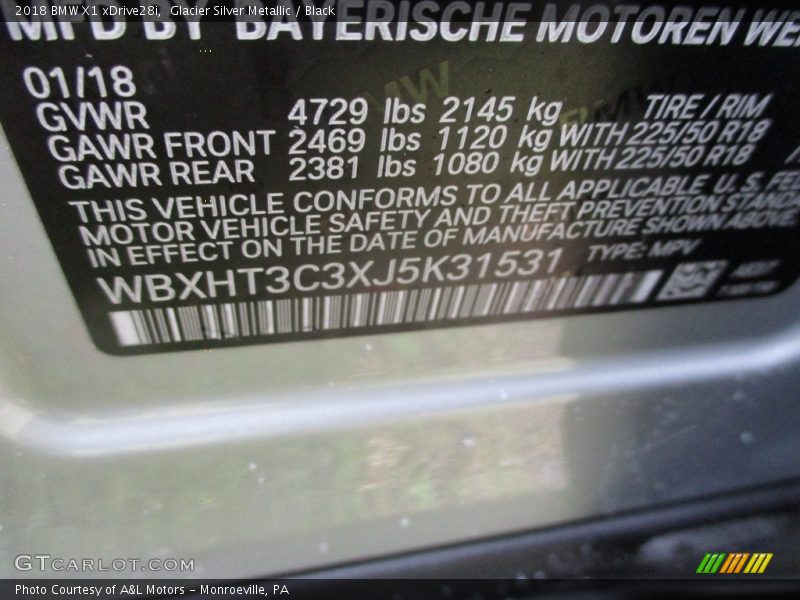 2018 BMW X1 xDrive28i, Glacier Silver Metallic / Black
MFD BY BAYERISCHE MOTOREN WE
01/18
GVWR 4729 lbs 2145 kg TIRE / RIM
GAWR FRONT 2469 lbs 1120 kg WITH 225/50 R18
GAWR REAR 2381 lbs 1080 kg WITH 225/50 R18
THIS VEHICLE CONFORMS TO ALL APPLICABLE U.S. FE
MOTOR VEHICLE SAFETY AND THEFT PREVENTION STANDA
IN EFFECT ON THE DATE OF MANUFACTURE SHOWN ABOVE
WBXHT3C3XJ5K31531 TYPE: MPV
GTCARLOT.COM
Photo Courtesy of A&L Motors – Monroeville, PA